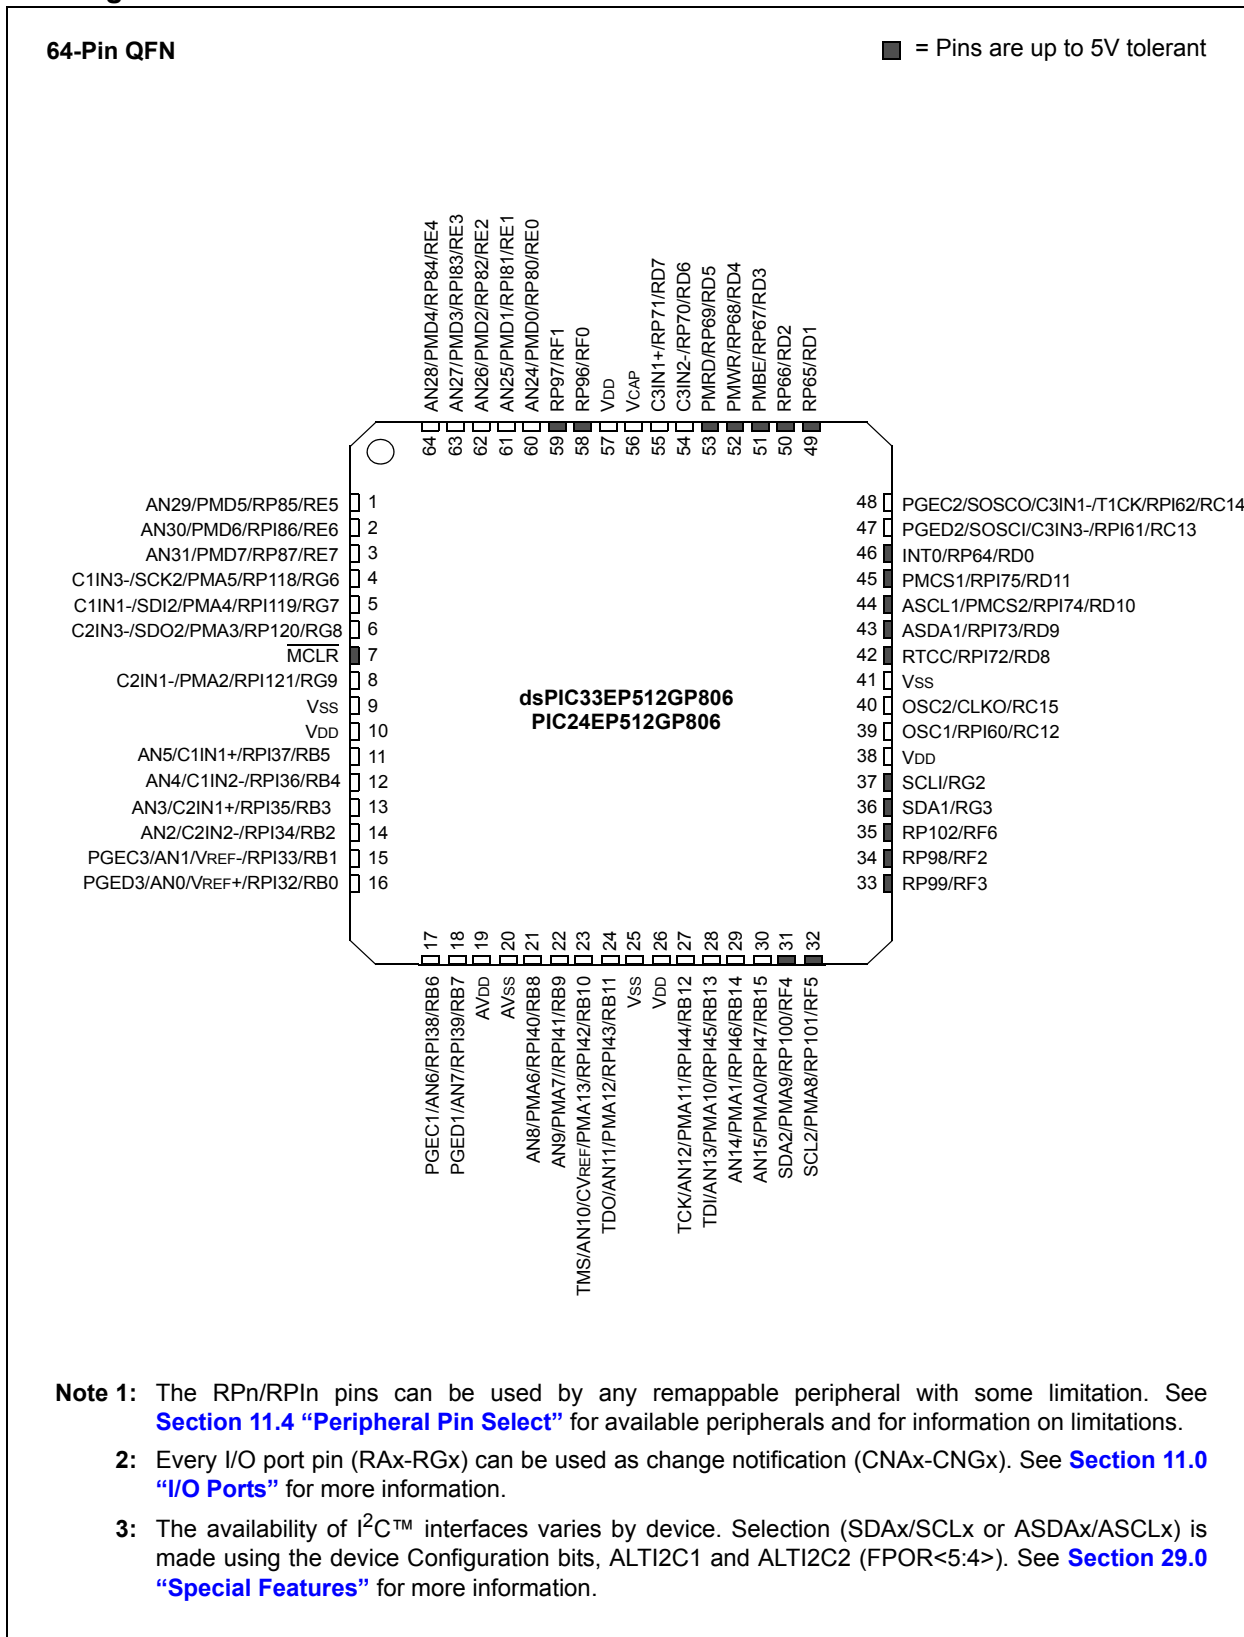 64-Pin QFN
= Pins are up to 5V tolerant
AN28/PMD4/RP84/RE4
AN27/PMD3/RPI83/RE3
AN26/PMD2/RP82/RE2
AN25/PMD1/RPI81/RE1
AN24/PMD0/RP80/RE0
RP97/RF1
RP96/RF0
VDD
VCAP
C3IN1+/RP71/RD7
C3IN2-/RP70/RD6
PMRD/RP69/RD5
PMWR/RP68/RD4
PMBE/RP67/RD3
RP66/RD2
RP65/RD1
64 63 62 61 60 59 58 57 56 55 54 53 52 51 50 49
AN29/PMD5/RP85/RE5 1
AN30/PMD6/RPI86/RE6 2
AN31/PMD7/RP87/RE7 3
C1IN3-/SCK2/PMA5/RP118/RG6 4
C1IN1-/SDI2/PMA4/RPI119/RG7 5
C2IN3-/SDO2/PMA3/RP120/RG8 6
MCLR 7
C2IN1-/PMA2/RPI121/RG9 8
VSS 9
VDD 10
AN5/C1IN1+/RPI37/RB5 11
AN4/C1IN2-/RPI36/RB4 12
AN3/C2IN1+/RPI35/RB3 13
AN2/C2IN2-/RPI34/RB2 14
PGEC3/AN1/VREF-/RPI33/RB1 15
PGED3/AN0/VREF+/RPI32/RB0 16
dsPIC33EP512GP806
PIC24EP512GP806
48 PGEC2/SOSCO/C3IN1-/T1CK/RPI62/RC14
47 PGED2/SOSCI/C3IN3-/RPI61/RC13
46 INT0/RP64/RD0
45 PMCS1/RPI75/RD11
44 ASCL1/PMCS2/RPI74/RD10
43 ASDA1/RPI73/RD9
42 RTCC/RPI72/RD8
41 VSS
40 OSC2/CLKO/RC15
39 OSC1/RPI60/RC12
38 VDD
37 SCLI/RG2
36 SDA1/RG3
35 RP102/RF6
34 RP98/RF2
33 RP99/RF3
17 18 19 20 21 22 23 24 25 26 27 28 29 30 31 32
PGEC1/AN6/RPI38/RB6
PGED1/AN7/RPI39/RB7
AVDD
AVSS
AN8/PMA6/RPI40/RB8
AN9/PMA7//RPI41/RB9
TMS/AN10/CVREF/PMA13/RPI42/RB10
TDO/AN11/PMA12/RPI43/RB11
VSS
VDD
TCK/AN12/PMA11/RPI44/RB12
TDI/AN13/PMA10/RPI45/RB13
AN14/PMA1/RPI46/RB14
AN15/PMA0/RPI47/RB15
SDA2/PMA9/RP100/RF4
SCL2/PMA8/RP101/RF5
Note 1: The RPn/RPIn pins can be used by any remappable peripheral with some limitation. See
Section 11.4 “Peripheral Pin Select” for available peripherals and for information on limitations.
2: Every I/O port pin (RAx-RGx) can be used as change notification (CNAx-CNGx). See Section 11.0
“I/O Ports” for more information.
3: The availability of I2C™ interfaces varies by device. Selection (SDAx/SCLx or ASDAx/ASCLx) is
made using the device Configuration bits, ALTI2C1 and ALTI2C2 (FPOR<5:4>). See Section 29.0
“Special Features” for more information.